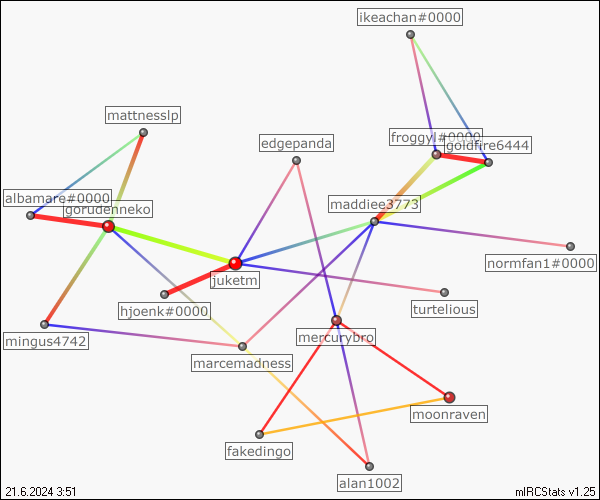 ikeachan#0000
mattnesslp
froggyl#0000
edgepanda
goldfire6444
albamare#0000
gorudenneko
maddiee3773
normfan1#0000
juketm
hjoenk#0000
turtelious
mingus4742
mercurybro
marcemadness
moonraven
fakedingo
alan1002
21.6.2024 3:51
mIRCStats v1.25